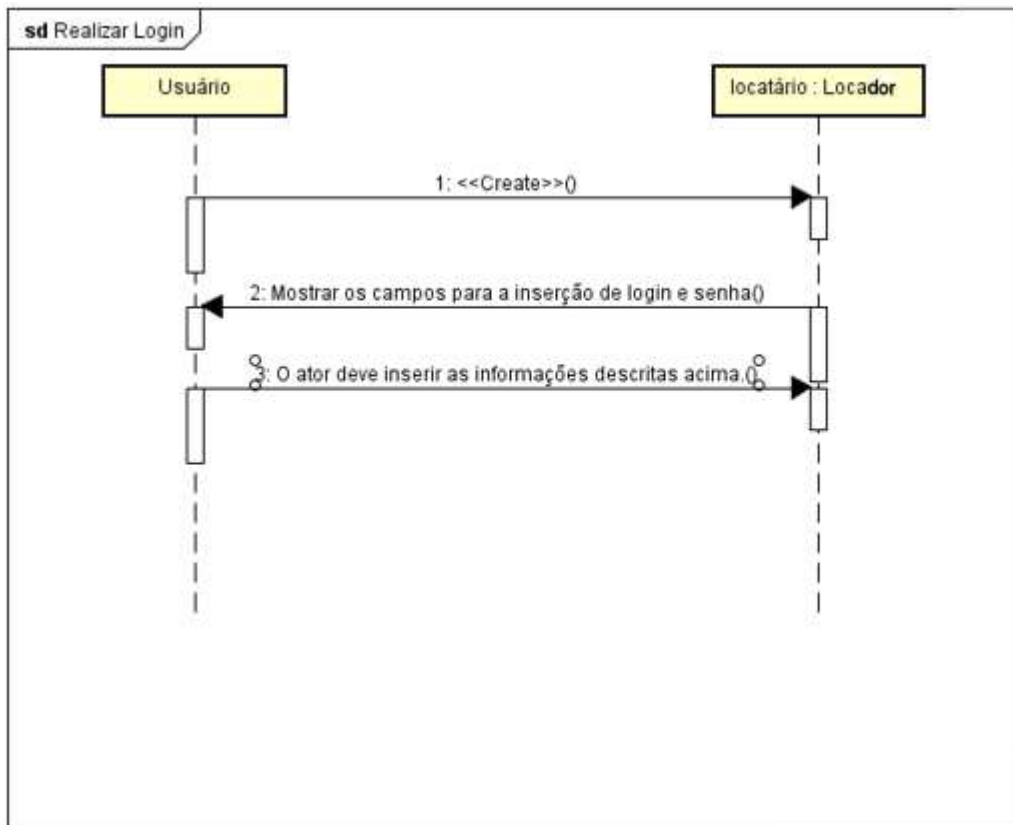 sd Realizar Login
Usuário
locatário : Locador
1: <<Create>>()
2: Mostrar os campos para a inserção de login e senha()
3: O ator deve inserir as informações descritas acima.()